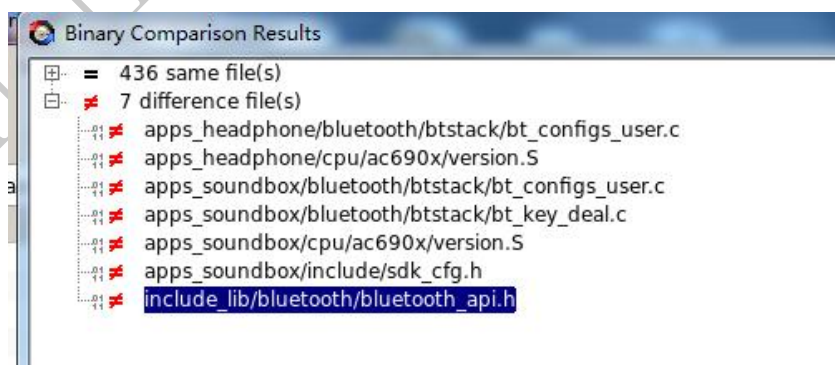 Binary Comparison Results
= 436 same file(s)
≠ 7 difference file(s)
≠ apps_headphone/bluetooth/btstack/bt_configs_user.c
≠ apps_headphone/cpu/ac690x/version.S
≠ apps_soundbox/bluetooth/btstack/bt_configs_user.c
≠ apps_soundbox/bluetooth/btstack/bt_key_deal.c
≠ apps_soundbox/cpu/ac690x/version.S
≠ apps_soundbox/include/sdk_cfg.h
≠ include_lib/bluetooth/bluetooth_api.h